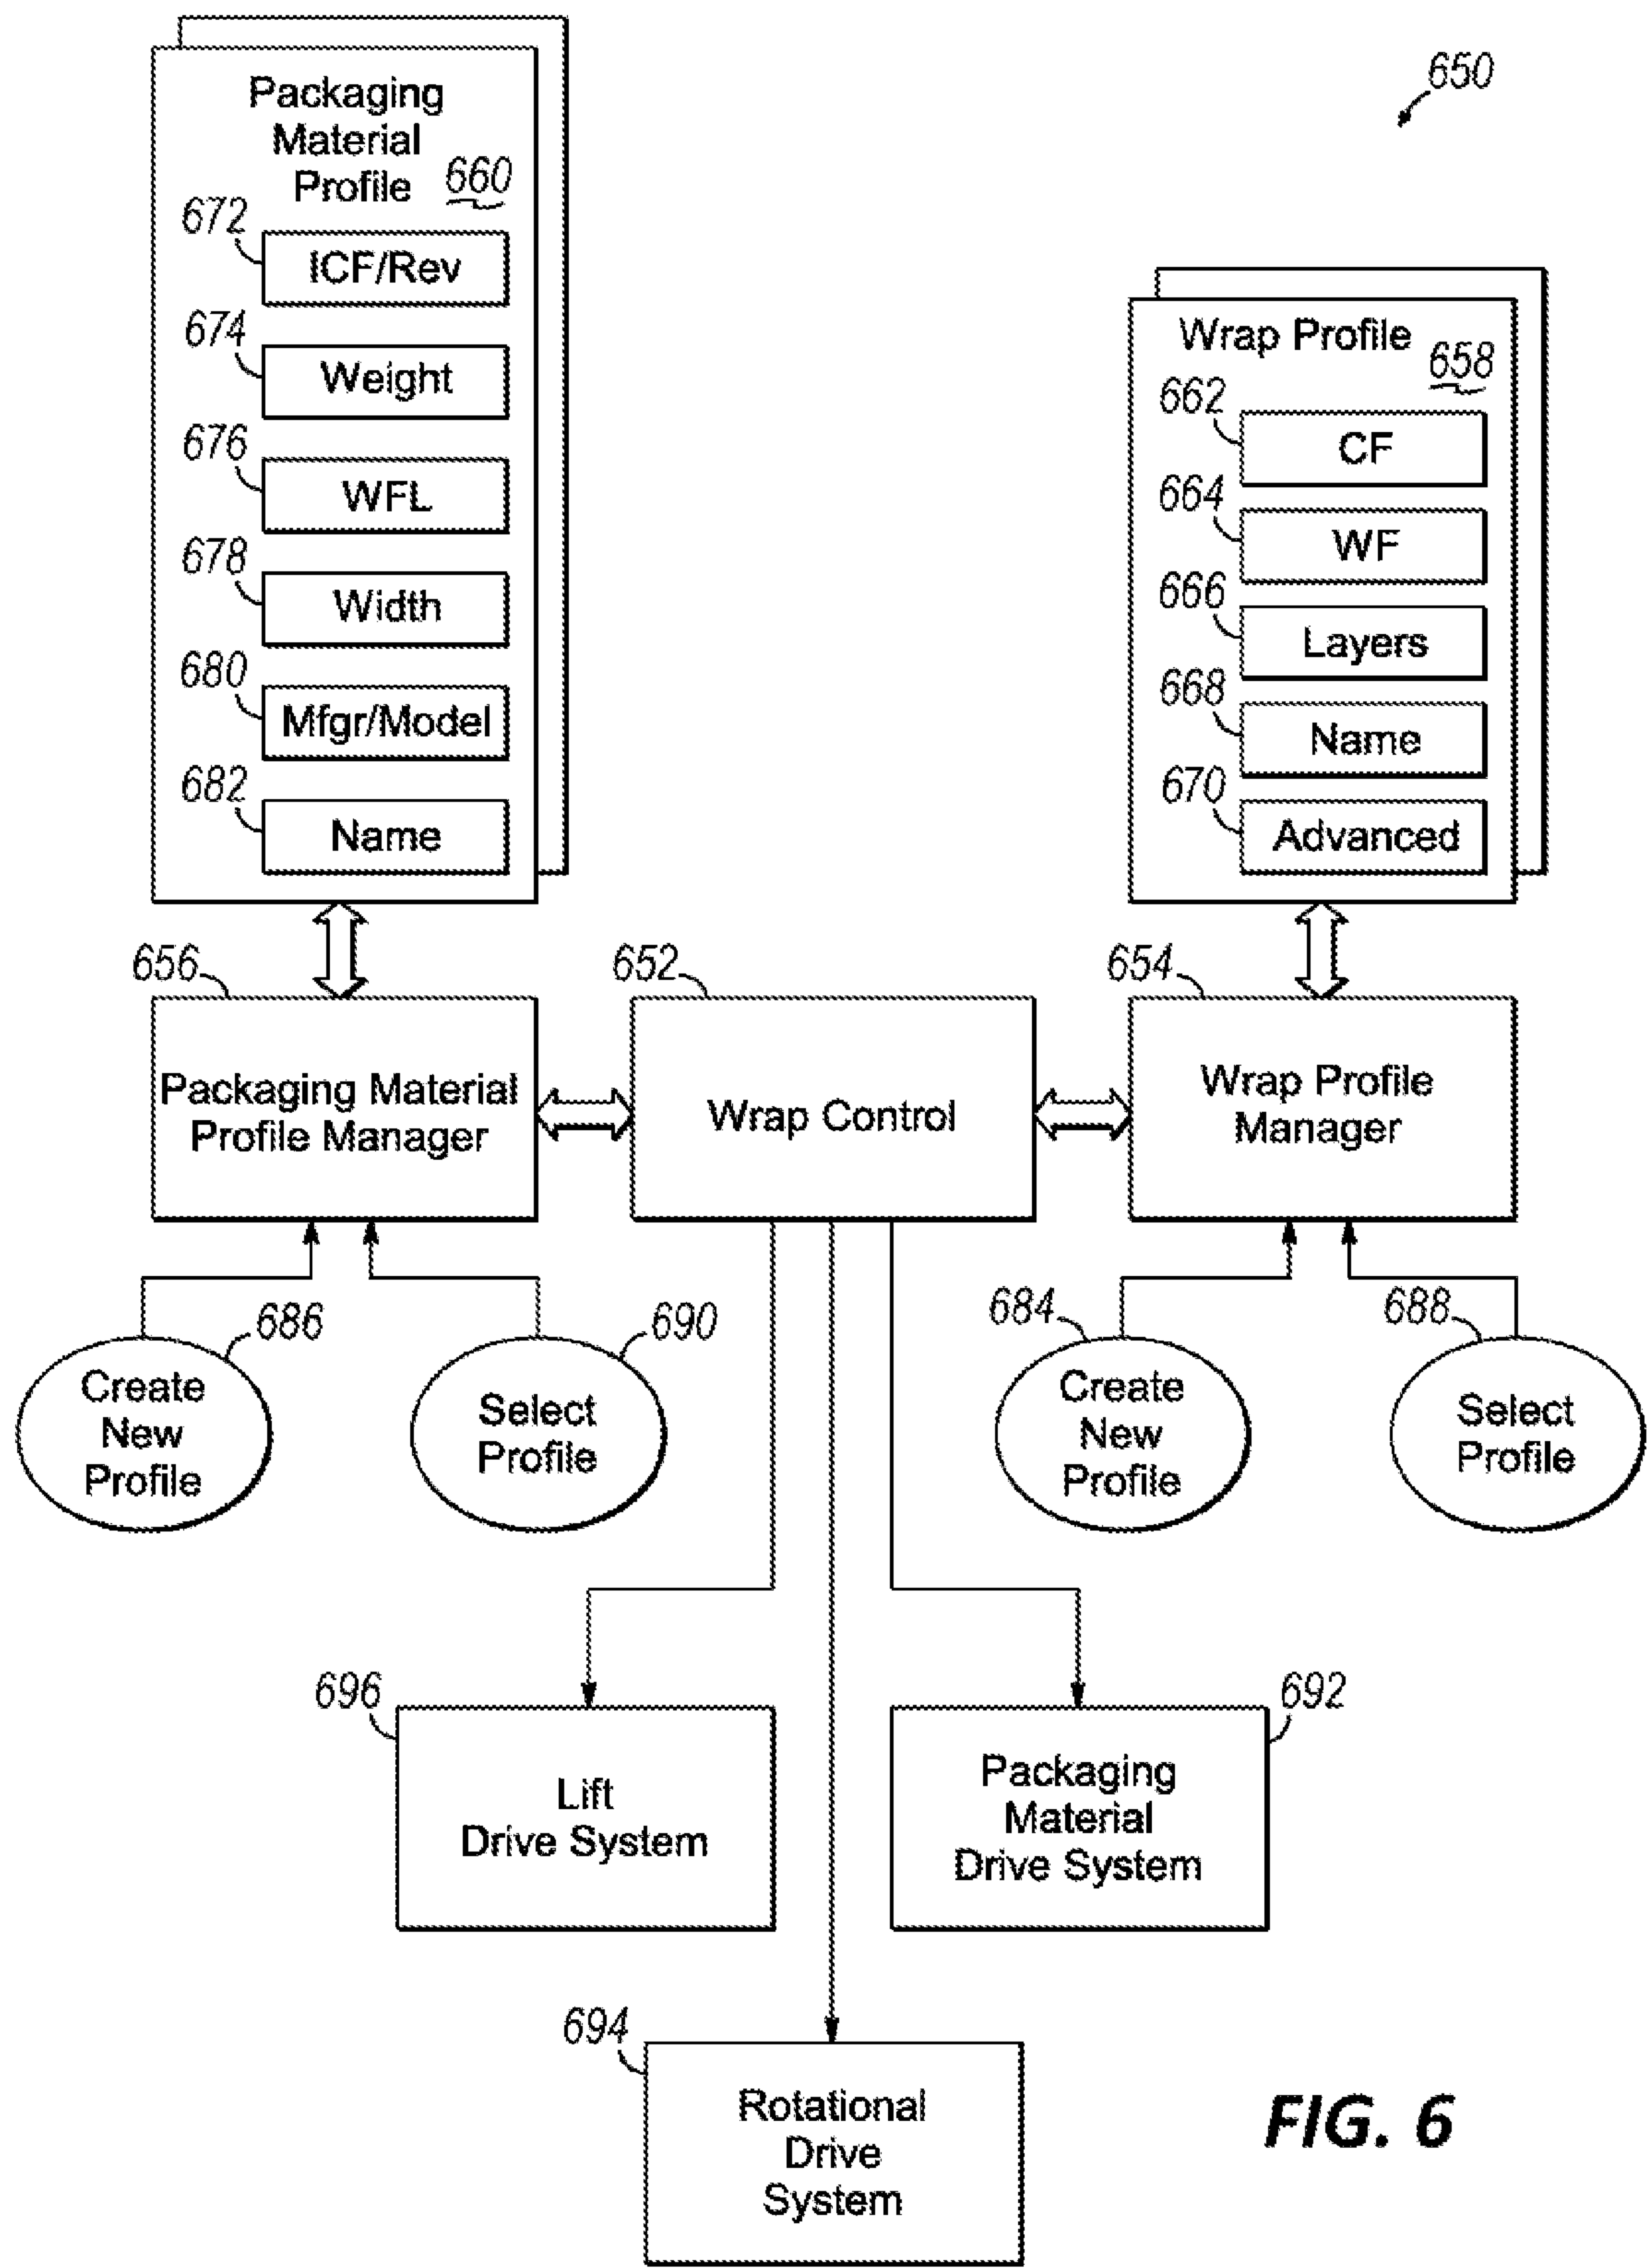 650
Packaging
Material
Profile
660
672
ICF/Rev
674
Weight
676
WFL
678
Width
680
Mfgr/Model
682
Name
Wrap Profile
658
662
CF
664
WF
666
Layers
668
Name
670
Advanced
656
Packaging Material
Profile Manager
652
Wrap Control
654
Wrap Profile
Manager
686
Create
New
Profile
690
Select
Profile
684
Create
New
Profile
688
Select
Profile
696
Lift
Drive System
692
Packaging
Material
Drive System
694
Rotational
Drive
System
FIG. 6